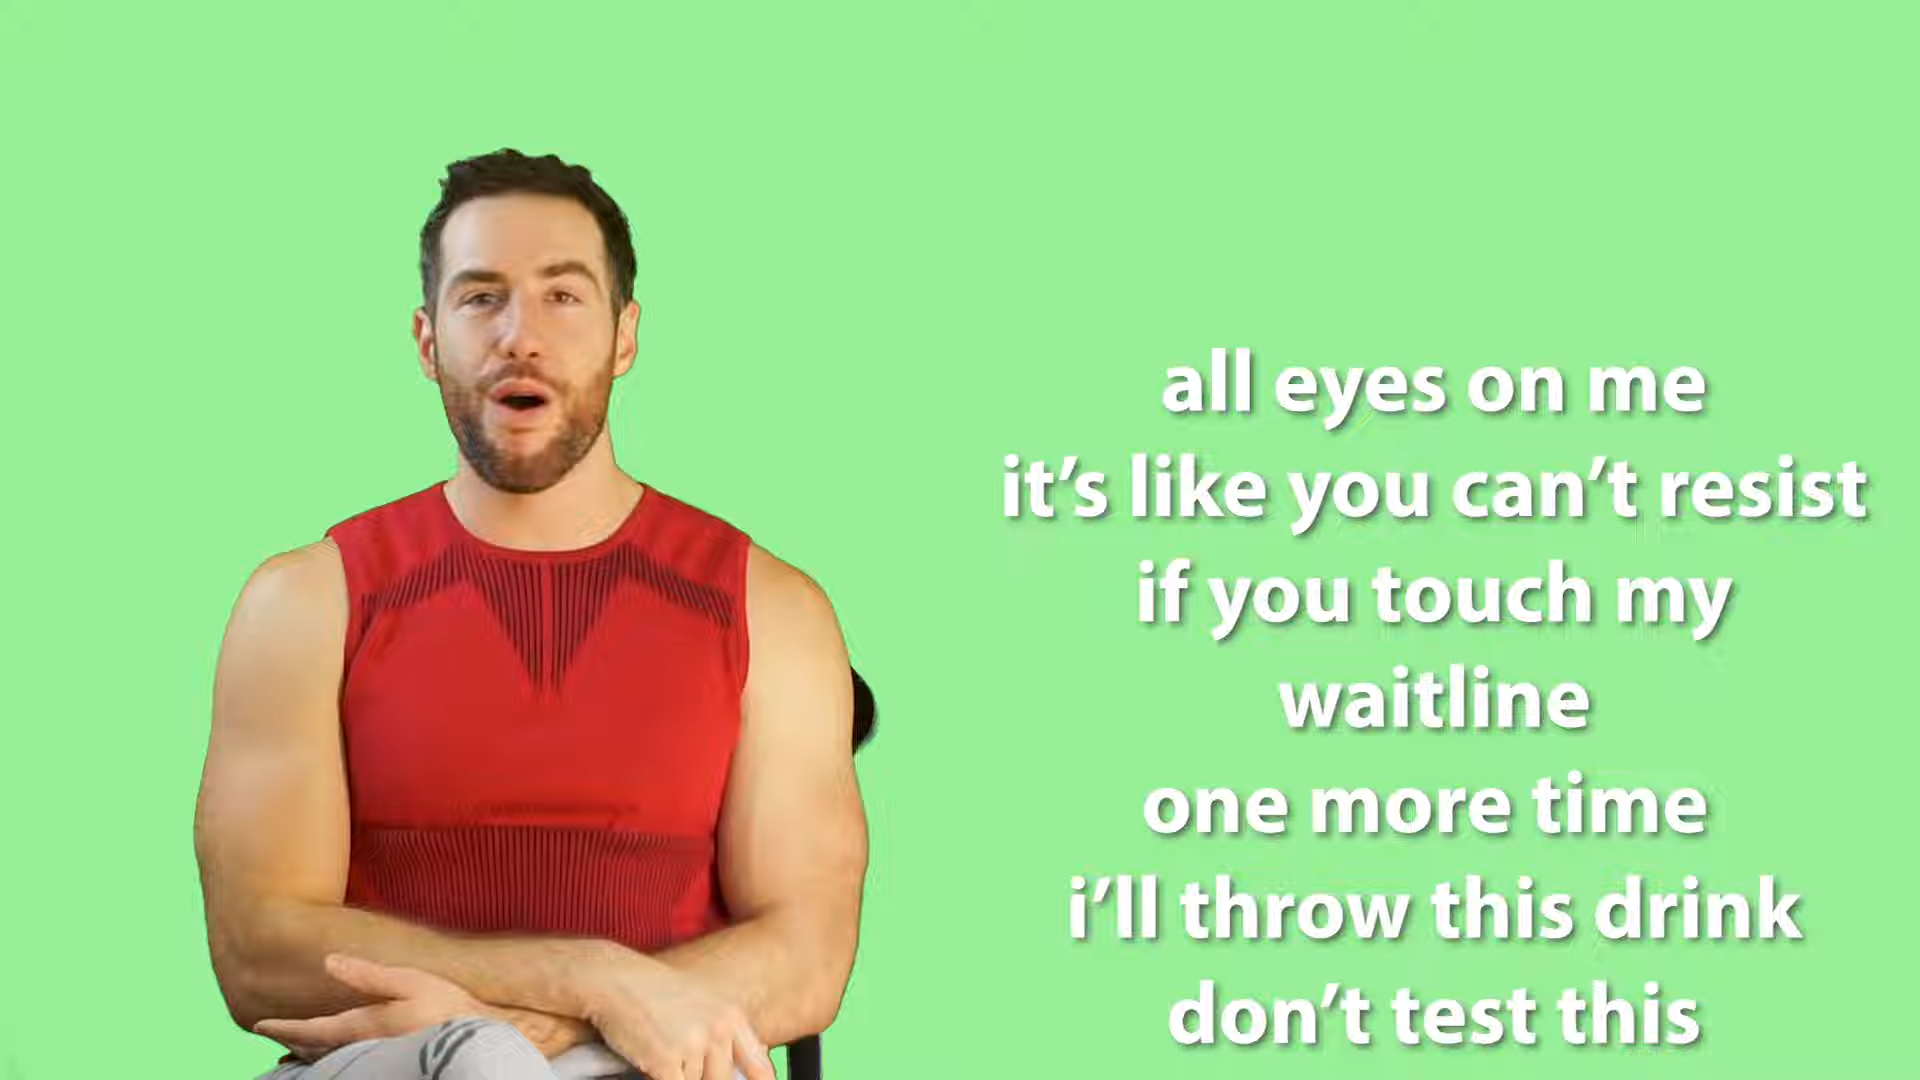 all eyes on me
it’s like you can’t resist
if you touch my
waitline
one more time
i’ll throw this drink
don’t test this